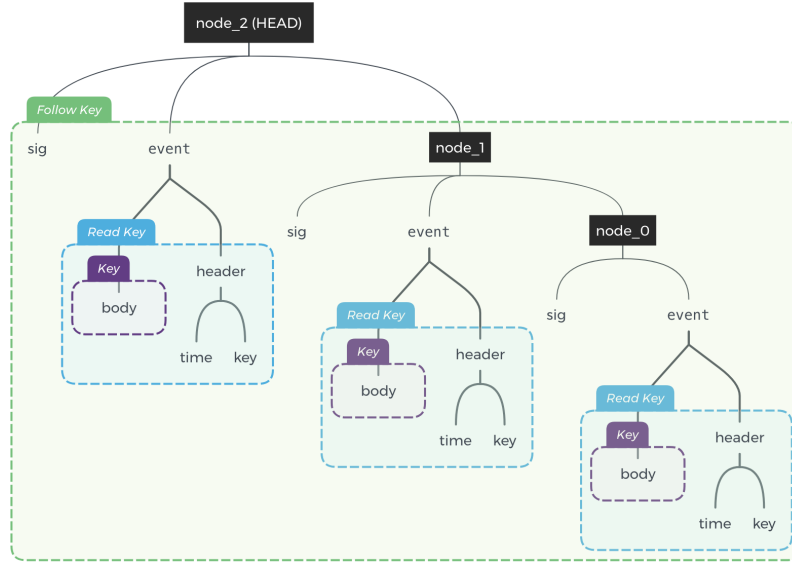 node_2 (HEAD)
Follow Key
sig
event
node_1
Read Key
Key
body
header
time
key
sig
event
node_0
Read Key
Key
body
header
time
key
sig
event
Read Key
Key
body
header
time
key